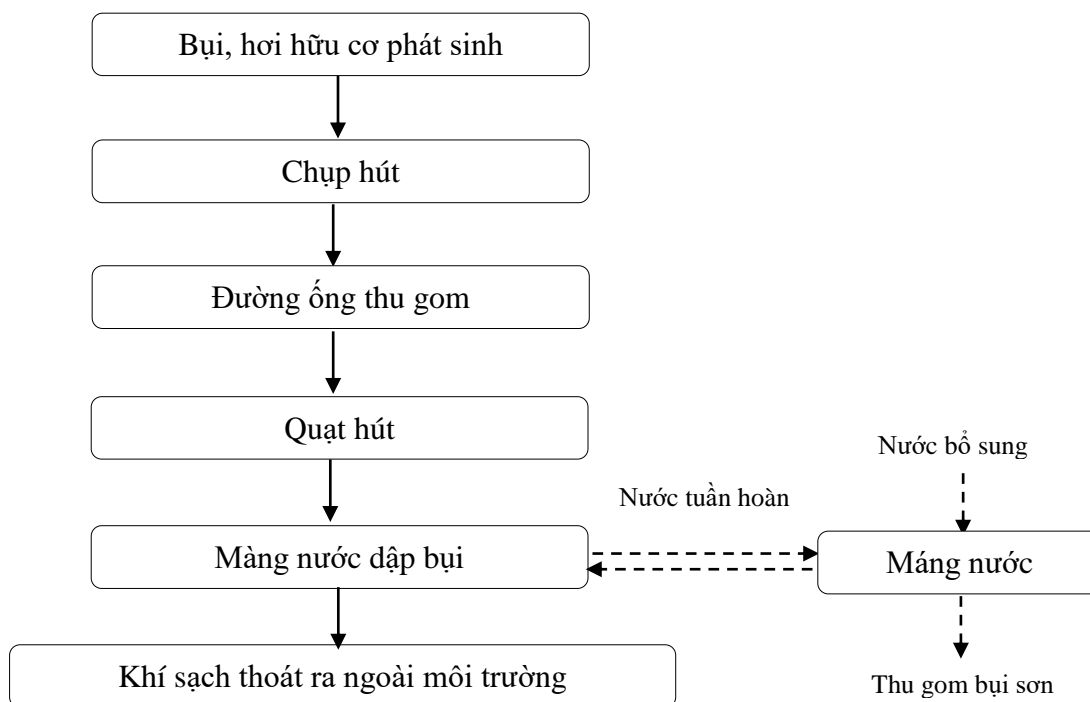 Bụi, hơi hữu cơ phát sinh
Chụp hút
Đường ống thu gom
Quạt hút
Nước bổ sung
Nước tuần hoàn
Màng nước dập bụi
Máng nước
Khí sạch thoát ra ngoài môi trường
Thu gom bụi sơn